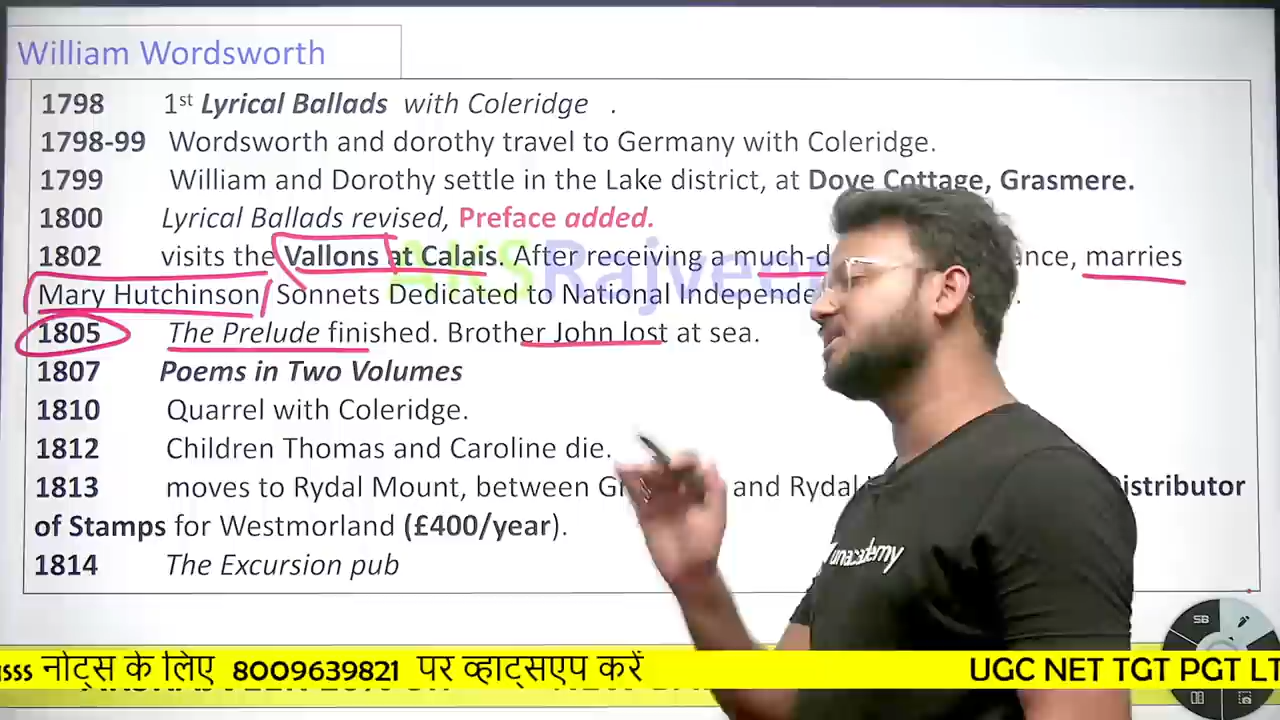 William Wordsworth
1798 1st Lyrical Ballads with Coleridge .
1798-99 Wordsworth and dorothy travel to Germany with Coleridge.
1799 William and Dorothy settle in the Lake district, at Dove Cottage, Grasmere.
1800 Lyrical Ballads revised, Preface added.
1802 visits the Vallons at Calais. After receiving a much- marries
Mary Hutchinson Sonnets Dedicated to National
1805 The Prelude finished. Brother John lost at sea.
1807 Poems in Two Volumes
1810 Quarrel with Coleridge.
1812 Children Thomas and Caroline die.
1813 moves to Rydal Mount, between and
of Stamps for Westmorland (£400/year).
1814 The Excursion pub
unacademy
SB
नोट्स के लिए 8009639821 पर व्हाट्सएप करें UGC NET TGT PGT LT